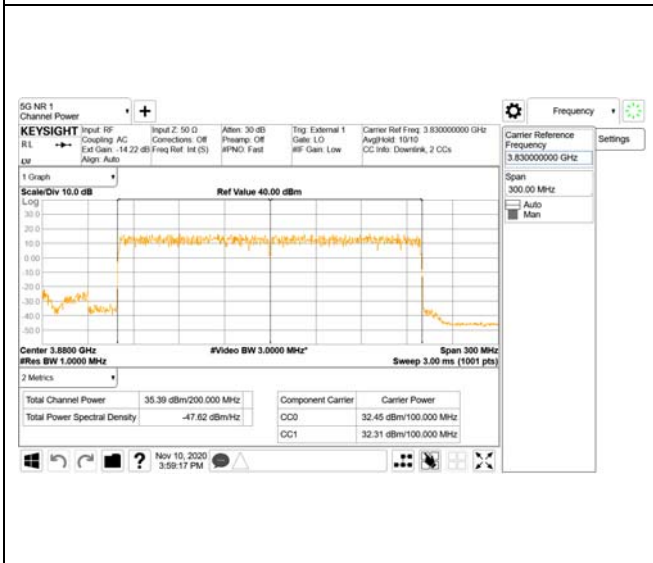 5G NR 1
Channel Power
Frequency
KEYSIGHT
RL
Input: RF
Coupling: AC
Ext Gain: -14.22 dB
Align: Auto
Input Z: 50 Ω
Corrections: Off
Freq Ref: Int (S)
Atten: 30 dB
Preamp: Off
#PNO: Fast
Trig: External 1
Gate: LO
#IF Gain: Low
Carrier Ref Freq: 3.830000000 GHz
Avg|Hold: 10/10
CC Info: Downlink, 2 CCs
Carrier Reference
Frequency
3.830000000 GHz
Settings
Span
300.00 MHz
Auto
Man
1 Graph
Scale/Div 10.0 dB
Ref Value 40.00 dBm
Log
30.0
20.0
10.0
0.00
-10.0
-20.0
-30.0
-40.0
-50.0
Center 3.8800 GHz
#Video BW 3.0000 MHz*
Span 300 MHz
#Res BW 1.0000 MHz
Sweep 3.00 ms (1001 pts)
2 Metrics
Total Channel Power 35.39 dBm/200.000 MHz
Total Power Spectral Density -47.62 dBm/Hz
Component Carrier Carrier Power
CC0 32.45 dBm/100.000 MHz
CC1 32.31 dBm/100.000 MHz
Nov 10, 2020
3:59:17 PM